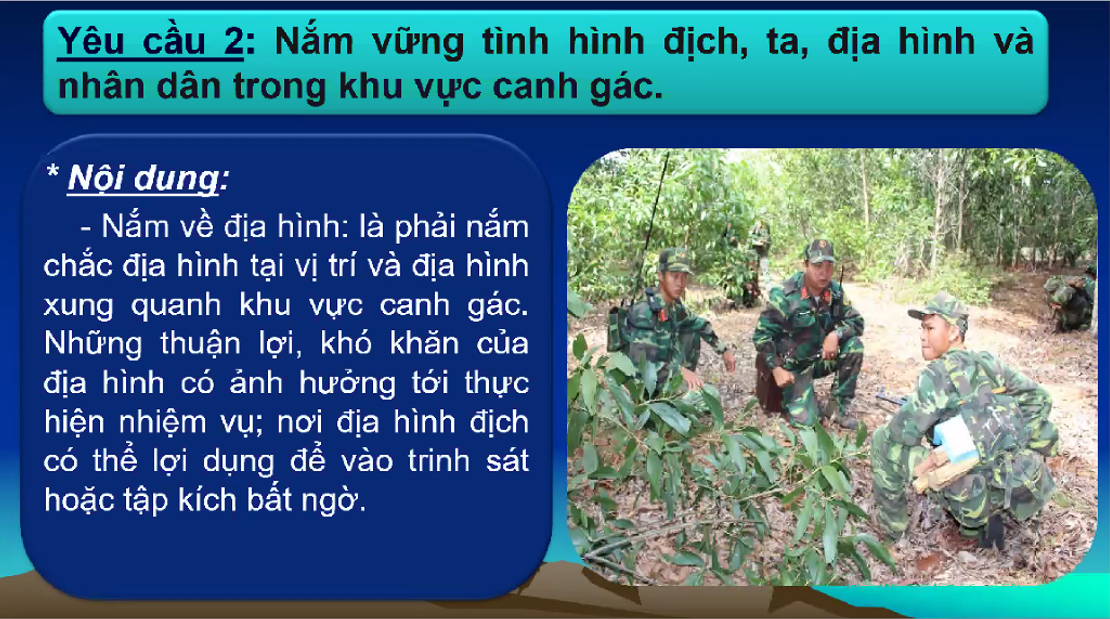 Yêu cầu 2: Nắm vững tình hình địch, ta, địa hình và
nhân dân trong khu vực canh gác.
* Nội dung:
- Nắm về địa hình: là phải nắm
chắc địa hình tại vị trí và địa hình
xung quanh khu vực canh gác.
Những thuận lợi, khó khăn của
địa hình có ảnh hưởng tới thực
hiện nhiệm vụ; nơi địa hình địch
có thể lợi dụng để vào trinh sát
hoặc tập kích bất ngờ.